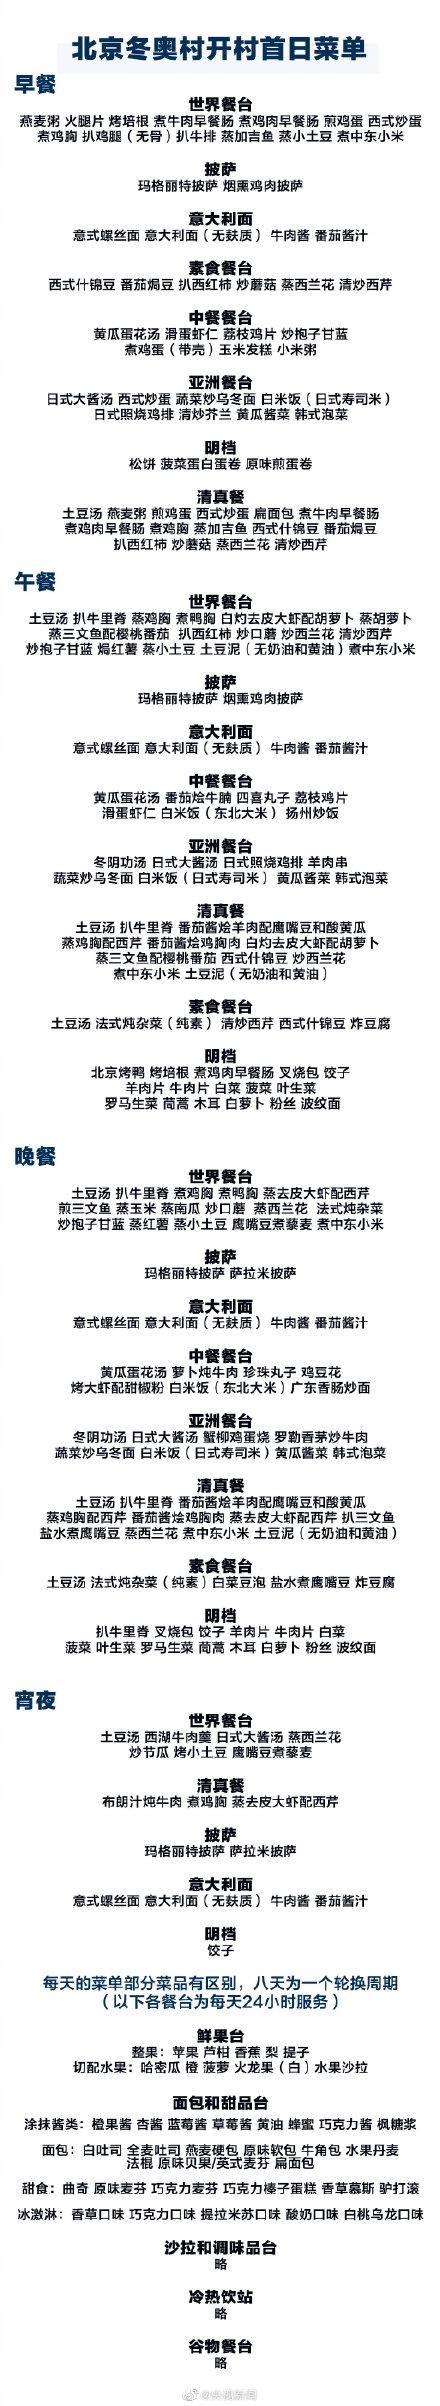 北京冬奥村开村首日菜单
早餐
世界餐台
燕麦粥 火腿片 烤培根 煮牛肉早餐肠 煮鸡肉早餐肠 煎鸡蛋 西式炒蛋
煮鸡胸 扒鸡腿（无骨）扒牛排 蒸加吉鱼 蒸小土豆 煮中东小米
披萨
玛格丽特披萨 烟熏鸡肉披萨
意大利面
意式螺丝面 意大利面（无麸质） 牛肉酱 番茄酱汁
素食餐台
西式什锦豆 番茄焗豆 扒西红柿 炒蘑菇 蒸西兰花 清炒西芹
中餐餐台
黄瓜蛋花汤 滑蛋虾仁 荔枝鸡片 炒抱子甘蓝
煮鸡蛋（带壳）玉米发糕 小米粥
亚洲餐台
日式大酱汤 西式炒蛋 蔬菜炒乌冬面 白米饭（日式寿司米）
日式照烧鸡排 清炒芥兰 黄瓜酱菜 韩式泡菜
明档
松饼 菠菜蛋白蛋卷 原味煎蛋卷
清真餐
土豆汤 燕麦粥 煎鸡蛋 西式炒蛋 扁面包 煮牛肉早餐肠
煮鸡肉早餐肠 煮鸡胸 蒸加吉鱼 西式什锦豆 番茄焗豆
扒西红柿 炒蘑菇 蒸西兰花 清炒西芹
午餐
世界餐台
土豆汤 扒牛里脊 蒸鸡胸 煮鸭胸 白灼去皮大虾配胡萝卜 蒸胡萝卜
蒸三文鱼配樱桃番茄 扒西红柿 炒口蘑 炒西兰花 清炒西芹
炒抱子甘蓝 焗红薯 蒸小土豆 土豆泥（无奶油和黄油）煮中东小米
披萨
玛格丽特披萨 烟熏鸡肉披萨
意大利面
意式螺丝面 意大利面（无麸质） 牛肉酱 番茄酱汁
中餐餐台
黄瓜蛋花汤 番茄烩牛腩 四喜丸子 荔枝鸡片
滑蛋虾仁 白米饭（东北大米） 扬州炒饭
亚洲餐台
冬阴功汤 日式大酱汤 日式照烧鸡排 羊肉串
蔬菜炒乌冬面 白米饭（日式寿司米） 黄瓜酱菜 韩式泡菜
清真餐
土豆汤 扒牛里脊 番茄酱烩羊肉配鹰嘴豆和酸黄瓜
蒸鸡胸配西芹 番茄酱烩鸡胸肉 白灼去皮大虾配胡萝卜
蒸三文鱼配樱桃番茄 西式什锦豆 炒西兰花
煮中东小米 土豆泥（无奶油和黄油）
素食餐台
土豆汤 法式炖杂菜（纯素） 清炒西芹 西式什锦豆 炸豆腐
明档
北京烤鸭 烤培根 煮鸡肉早餐肠 叉烧包 饺子
羊肉片 牛肉片 白菜 菠菜 叶生菜
罗马生菜 茼蒿 木耳 白萝卜 粉丝 波纹面
晚餐
世界餐台
土豆汤 扒牛里脊 煮鸡胸 煮鸭胸 蒸去皮大虾配西芹
煎三文鱼 蒸玉米 蒸南瓜 炒口蘑 蒸西兰花 法式炖杂菜
炒抱子甘蓝 蒸红薯 蒸小土豆 鹰嘴豆煮藜麦 煮中东小米
披萨
玛格丽特披萨 萨拉米披萨
意大利面
意式螺丝面 意大利面（无麸质） 牛肉酱 番茄酱汁
中餐餐台
黄瓜蛋花汤 萝卜炖牛肉 珍珠丸子 鸡豆花
烤大虾配甜椒粉 白米饭（东北大米）广东香肠炒面
亚洲餐台
冬阴功汤 日式大酱汤 蟹柳鸡蛋烧 罗勒香茅炒牛肉
蔬菜炒乌冬面 白米饭（日式寿司米）黄瓜酱菜 韩式泡菜
清真餐
土豆汤 扒牛里脊 番茄酱烩羊肉配鹰嘴豆和酸黄瓜
蒸鸡胸配西芹 番茄酱烩鸡胸肉 蒸去皮大虾配西芹 扒三文鱼
盐水煮鹰嘴豆 蒸西兰花 煮中东小米 土豆泥（无奶油和黄油）
素食餐台
土豆汤 法式炖杂菜（纯素）白菜豆泡 盐水煮鹰嘴豆 炸豆腐
明档
扒牛里脊 叉烧包 饺子 羊肉片 牛肉片 白菜
菠菜 叶生菜 罗马生菜 茼蒿 木耳 白萝卜 粉丝 波纹面
宵夜
世界餐台
土豆汤 西湖牛肉羹 日式大酱汤 蒸西兰花
炒节瓜 烤小土豆 鹰嘴豆煮藜麦
清真餐
布朗汁炖牛肉 煮鸡胸 蒸去皮大虾配西芹
披萨
玛格丽特披萨 萨拉米披萨
意大利面
意式螺丝面 意大利面（无麸质） 牛肉酱 番茄酱汁
明档
饺子
每天的菜单部分菜品有区别，八天为一个轮换周期
（以下各餐台为每天24小时服务）
鲜果台
整果：苹果 芦柑 香蕉 梨 提子
切配水果：哈密瓜 橙 菠萝 火龙果（白）水果沙拉
面包和甜品台
涂抹酱类：橙果酱 杏酱 蓝莓酱 草莓酱 黄油 蜂蜜 巧克力酱 枫糖浆
面包：白吐司 全麦吐司 燕麦硬包 原味软包 牛角包 水果丹麦
法棍 原味贝果/英式麦芬 扁面包
甜食：曲奇 原味麦芬 巧克力麦芬 巧克力榛子蛋糕 香草慕斯 驴打滚
冰激淋：香草口味 巧克力口味 提拉米苏口味 酸奶口味 白桃乌龙口味
沙拉和调味品台
略
冷热饮站
略
谷物餐台
略
@央视新闻